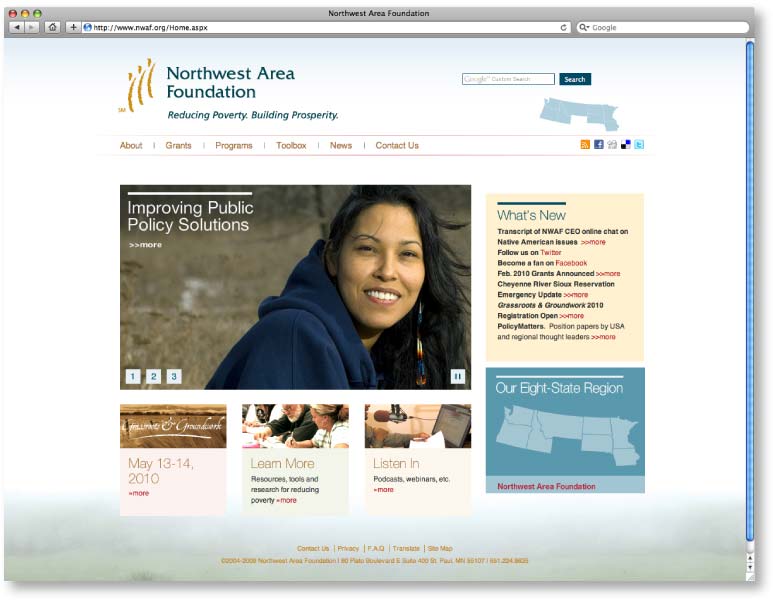 Northwest Area Foundation
http://www.nwaf.org/Home.aspx
Google
Northwest Area
Foundation
SM
Reducing Poverty. Building Prosperity.
Google™ Custom Search
Search
About | Grants | Programs | Toolbox | News | Contact Us
Improving Public
Policy Solutions
>>more
1 2 3
What's New
Transcript of NWAF CEO online chat on
Native American issues >>more
Follow us on Twitter
Become a fan on Facebook
Feb. 2010 Grants Announced >>more
Cheyenne River Sioux Reservation
Emergency Update >>more
Grassroots & Groundwork 2010
Registration Open >>more
PolicyMatters. Position papers by USA
and regional thought leaders >>more
Our Eight-State Region
Northwest Area Foundation
Grassroots & Groundwork
May 13-14,
2010
»more
Learn More
Resources, tools and
research for reducing
poverty »more
Listen In
Podcasts, webinars, etc.
»more
Contact Us | Privacy | F.A.Q | Translate | Site Map
©2004-2009 Northwest Area Foundation | 60 Plato Boulevard E Suite 400 St. Paul, MN 55107 | 651.224.9635